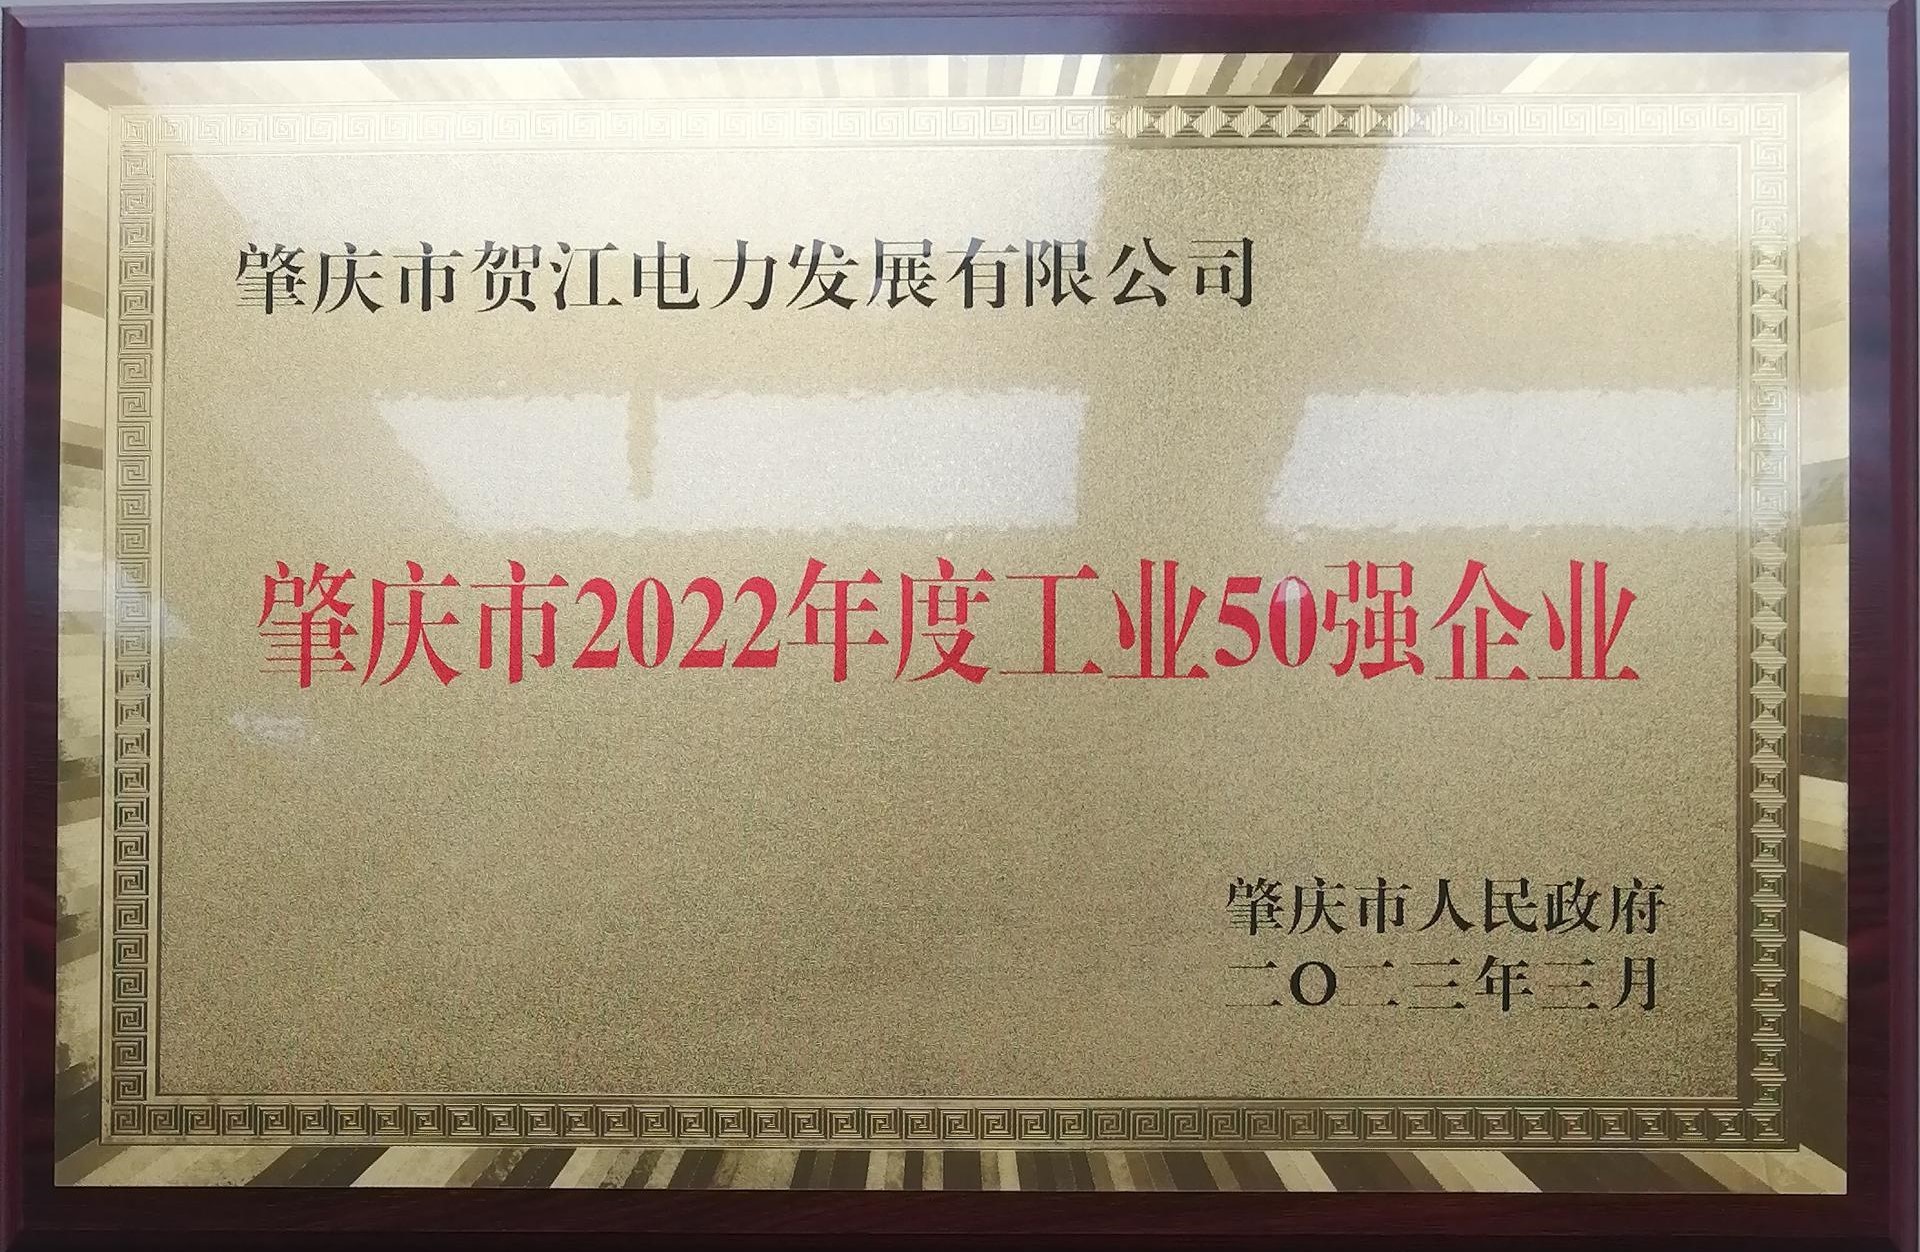 肇庆市贺江电力发展有限公司
肇庆市2022年度工业50强企业
肇庆市人民政府
二〇二三年三月